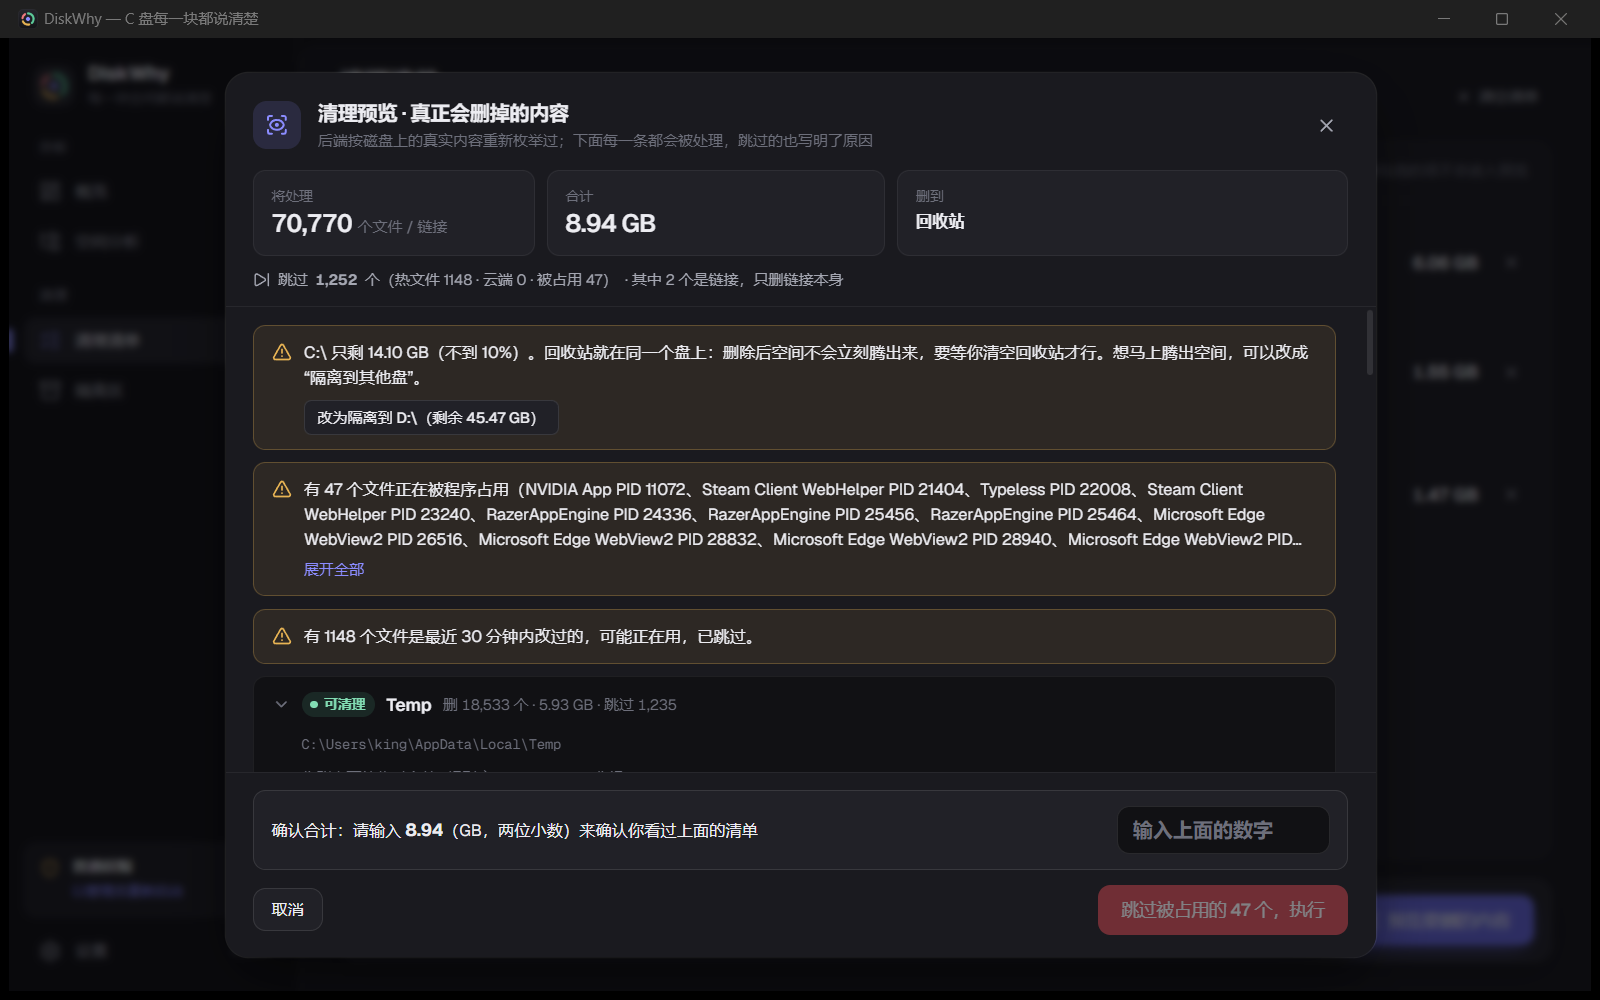 DiskWhy — C 盘每一块都说清楚
清理预览 · 真正会删掉的内容
后端按磁盘上的真实内容重新枚举过；下面每一条都会被处理，跳过的也写明了原因
将处理
70,770 个文件 / 链接
合计
8.94 GB
删到
回收站
跳过 1,252 个（热文件 1148 · 云端 0 · 被占用 47） · 其中 2 个是链接，只删链接本身
C:\ 只剩 14.10 GB（不到 10%）。回收站就在同一个盘上：删除后空间不会立刻腾出来，要等你清空回收站才行。想马上腾出空间，可以改成
“隔离到其他盘”。
改为隔离到 D:\（剩余 45.47 GB）
有 47 个文件正在被程序占用（NVIDIA App PID 11072、Steam Client WebHelper PID 21404、Typeless PID 22008、Steam Client
WebHelper PID 23240、RazerAppEngine PID 24336、RazerAppEngine PID 25456、RazerAppEngine PID 25464、Microsoft Edge
WebView2 PID 26516、Microsoft Edge WebView2 PID 28832、Microsoft Edge WebView2 PID 28940、Microsoft Edge WebView2 PID...
展开全部
有 1148 个文件是最近 30 分钟内改过的，可能正在用，已跳过。
可清理 Temp 删 18,533 个 · 5.93 GB · 跳过 1,235
C:\Users\king\AppData\Local\Temp
确认合计：请输入 8.94（GB，两位小数）来确认你看过上面的清单
输入上面的数字
取消
跳过被占用的 47 个，执行